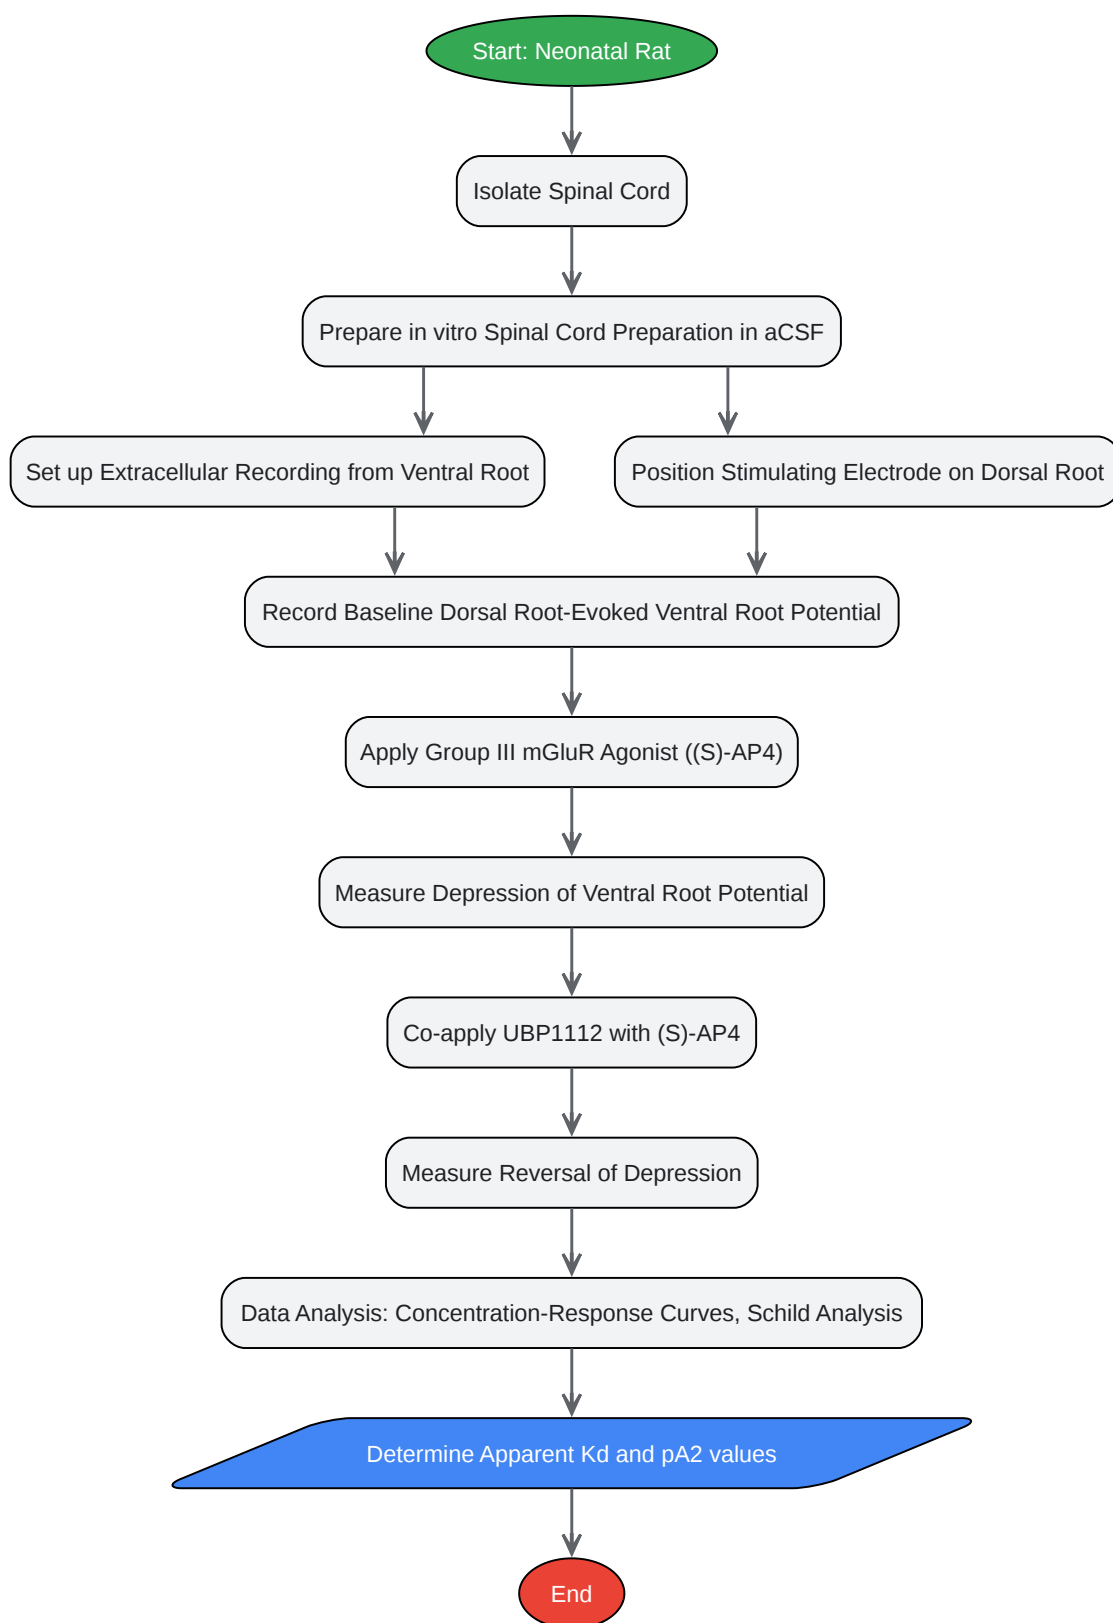 Start: Neonatal Rat
Isolate Spinal Cord
Prepare in vitro Spinal Cord Preparation in aCSF
Set up Extracellular Recording from Ventral Root
Position Stimulating Electrode on Dorsal Root
Record Baseline Dorsal Root-Evoked Ventral Root Potential
Apply Group III mGluR Agonist ((S)-AP4)
Measure Depression of Ventral Root Potential
Co-apply UBP1112 with (S)-AP4
Measure Reversal of Depression
Data Analysis: Concentration-Response Curves, Schild Analysis
Determine Apparent Kd and pA2 values
End